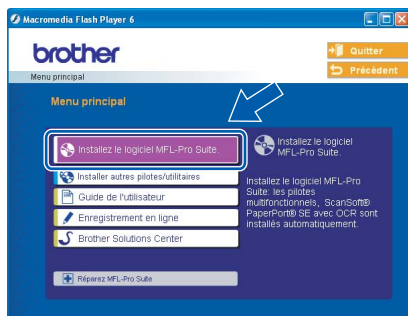 Macromedia Flash Player 6
brother
Quitter
Précédent
Menu principal
Menu principal
Installez le logiciel MFL-Pro Suite.
Installer autres pilotes/utilitaires
Guide de l'utilisateur
Enregistrement en ligne
Brother Solutions Center
Réparez MFL-Pro Suite
Installez le logiciel
MFL-Pro Suite.
Installez le logiciel MFL-Pro
Suite: les pilotes
multifonctionnels, ScanSoft®
PaperPort® SE avec OCR sont
installés automatiquement.